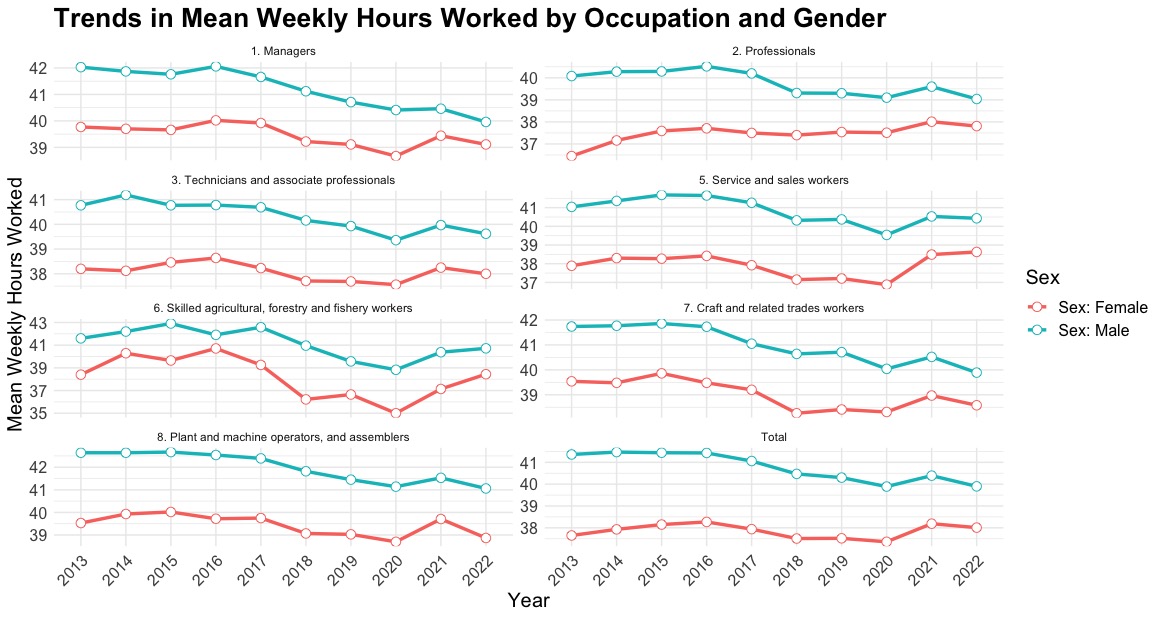 Trends in Mean Weekly Hours Worked by Occupation and Gender
1. Managers
42
41
40
39
2. Professionals
40
39
38
37
3. Technicians and associate professionals
41
40
39
38
5. Service and sales workers
41
40
39
38
37
6. Skilled agricultural, forestry and fishery workers
43
41
39
37
35
7. Craft and related trades workers
42
41
40
39
8. Plant and machine operators, and assemblers
42
41
40
39
Total
41
40
39
38
2013 2014 2015 2016 2017 2018 2019 2020 2021 2022
2013 2014 2015 2016 2017 2018 2019 2020 2021 2022
Year
Mean Weekly Hours Worked
Sex
Sex: Female
Sex: Male